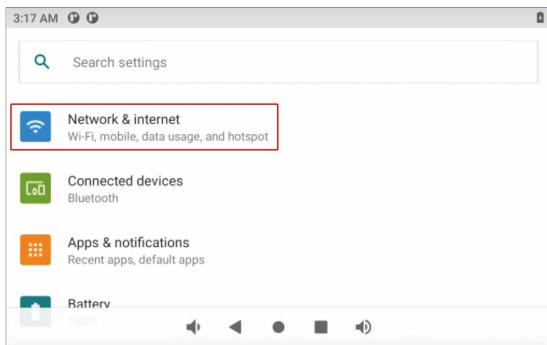 3:17 AM
Search settings
Network & internet
Wi-Fi, mobile, data usage, and hotspot
Connected devices
Bluetooth
Apps & notifications
Recent apps, default apps
Battery
100%